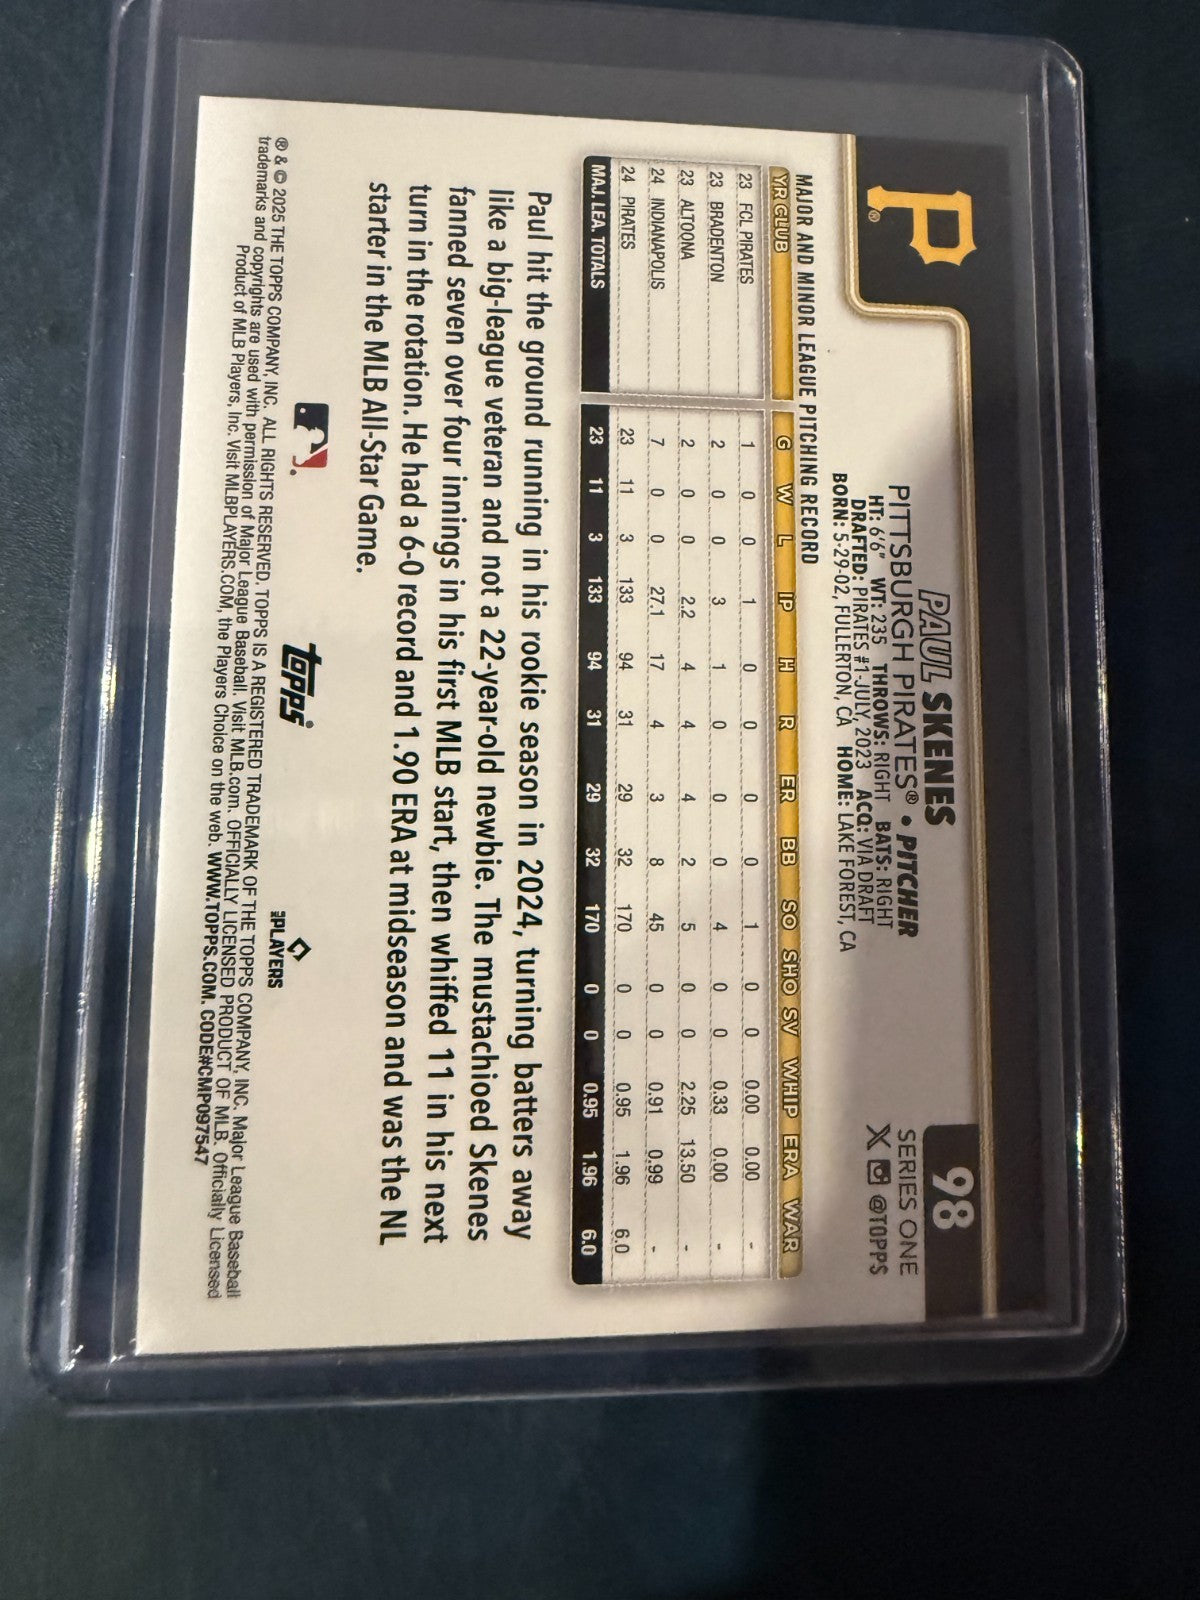 P®
98
PAUL SKENES
SERIES ONE
PITTSBURGH PIRATES® • PITCHER
X @TOPPS
HT: 6'6" WT: 235 THROWS: RIGHT BATS: RIGHT
DRAFTED: PIRATES #1-JULY, 2023 ACQ: VIA DRAFT
BORN: 5-29-02, FULLERTON, CA HOME: LAKE FOREST, CA
MAJOR AND MINOR LEAGUE PITCHING RECORD
YR CLUB G W L IP H R ER BB SO SHO SV WHIP ERA WAR
23 FCL PIRATES 1 0 0 1 0 0 0 0 1 0 0 0.00 0.00 -
23 BRADENTON 2 0 0 3 1 0 0 0 4 0 0 0.33 0.00 -
23 ALTOONA 2 0 0 2.2 4 4 4 2 5 0 0 2.25 13.50 -
24 INDIANAPOLIS 7 0 0 27.1 17 4 3 8 45 0 0 0.91 0.99 -
24 PIRATES 23 11 3 133 94 31 29 32 170 0 0 0.95 1.96 6.0
MAJ. LEA. TOTALS 23 11 3 133 94 31 29 32 170 0 0 0.95 1.96 6.0
Paul hit the ground running in his rookie season in 2024, turning batters away
like a big-league veteran and not a 22-year-old newbie. The mustachioed Skenes
fanned seven over four innings in his first MLB start, then whiffed 11 in his next
turn in the rotation. He had a 6-0 record and 1.90 ERA at midseason and was the NL
starter in the MLB All-Star Game.
topps®
PLAYERS
® & © 2025 THE TOPPS COMPANY, INC. ALL RIGHTS RESERVED. TOPPS IS A REGISTERED TRADEMARK OF THE TOPPS COMPANY, INC. Major League Baseball
trademarks and copyrights are used with permission of Major League Baseball. Visit MLB.com. OFFICIALLY LICENSED PRODUCT OF MLB. Officially Licensed
Product of MLB Players, Inc. Visit MLBPLAYERS.COM, the Players Choice on the web. WWW.TOPPS.COM. CODE#CMP097547